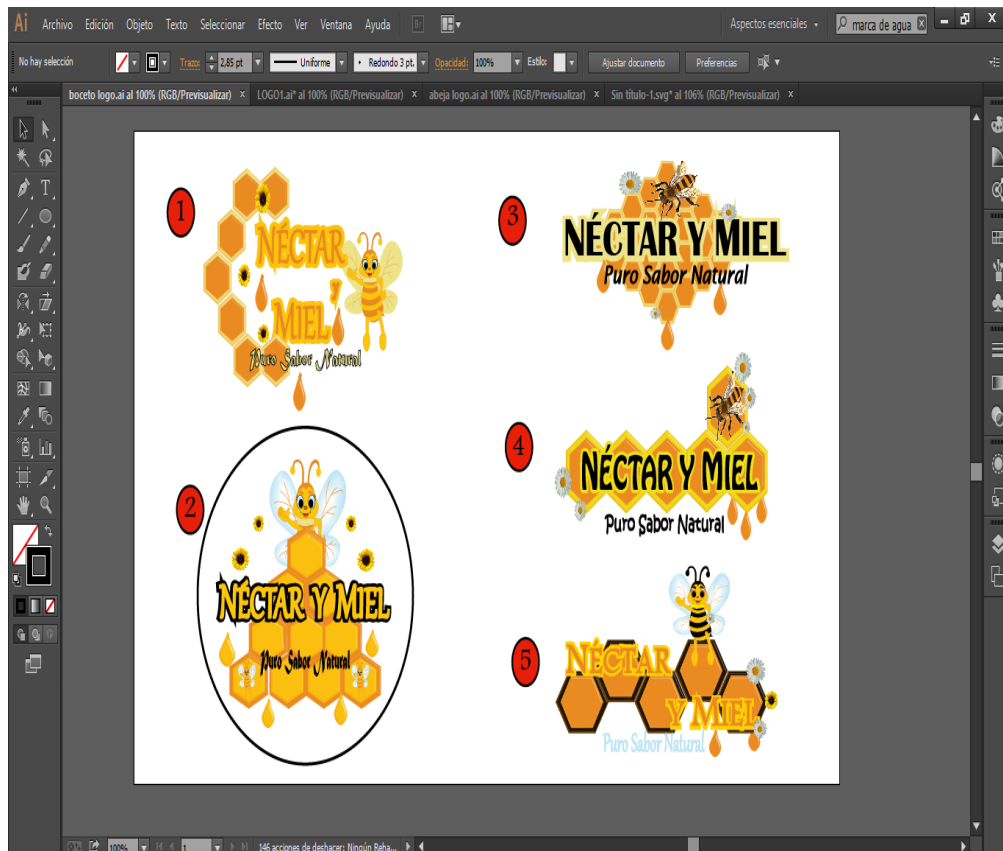 Ai Archivo Edición Objeto Texto Seleccionar Efecto Ver Ventana Ayuda Br Aspectos esenciales marca de agua
No hay selección Trazo: 2,85 pt Uniforme Redondo 3 pt. Opacidad: 100% Estilo: Ajustar documento Preferencias
boceto logo.ai al 100% (RGB/Previsualizar) × LOGO1.ai* al 100% (RGB/Previsualizar) × abeja logo.ai al 100% (RGB/Previsualizar) × Sin título-1.svg* al 106% (RGB/Previsualizar) ×
1
NÉCTAR
Y
MIEL
Puro Sabor Natural
2
NÉCTAR Y MIEL
Puro Sabor Natural
3
NÉCTAR Y MIEL
Puro Sabor Natural
4
NÉCTAR Y MIEL
Puro Sabor Natural
5
NÉCTAR
Y MIEL
Puro Sabor Natural
100% 1 146 acciones de deshacer: Ningún Reha...